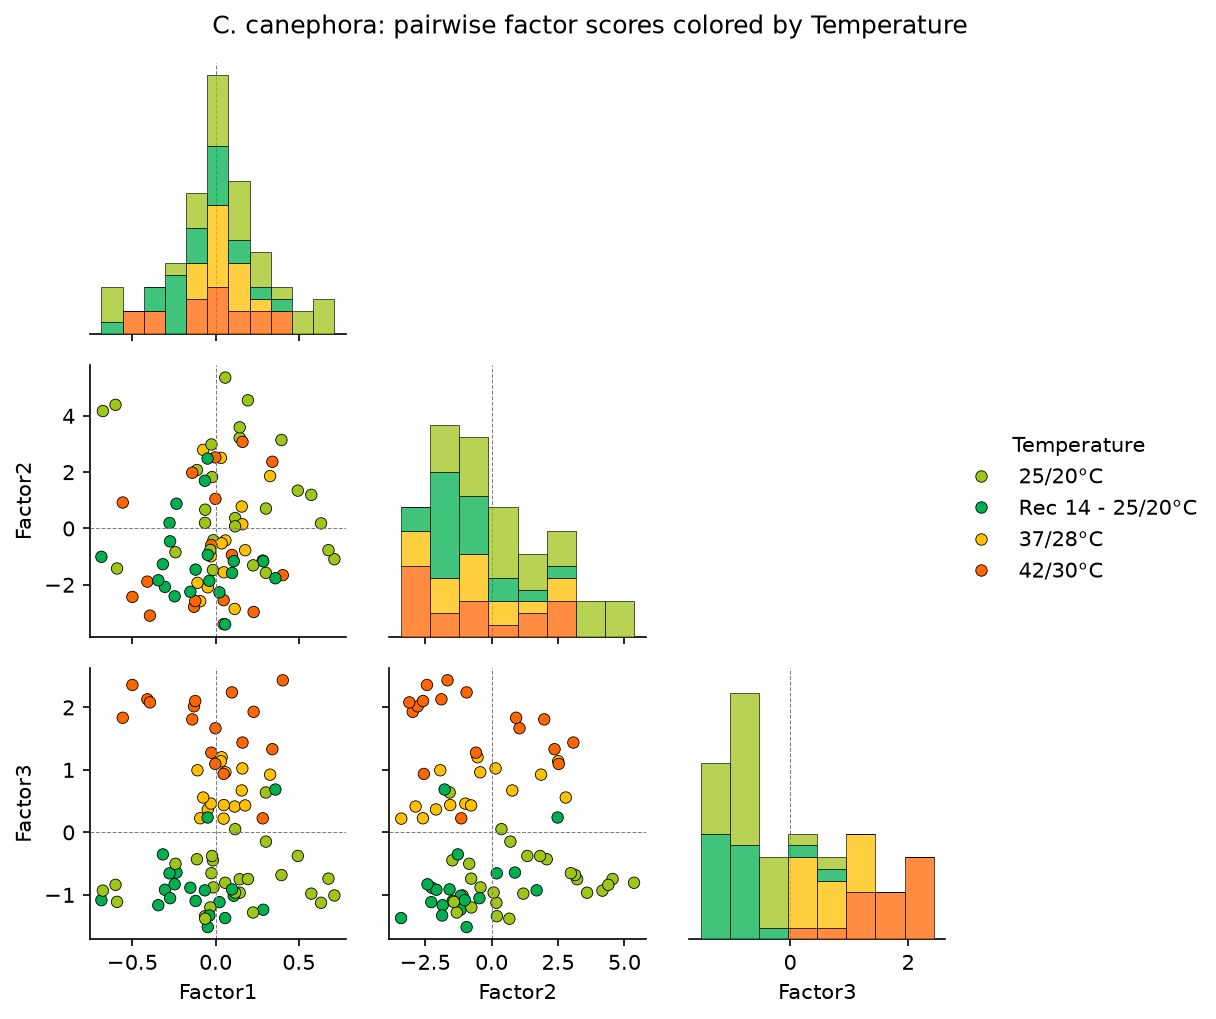 C. canephora: pairwise factor scores colored by Temperature
Factor2
4
2
0
−2
Temperature
25/20°C
Rec 14 - 25/20°C
37/28°C
42/30°C
Factor3
2
1
0
−1
−0.5 0.0 0.5
−2.5 0.0 2.5 5.0
0 2
Factor1
Factor2
Factor3